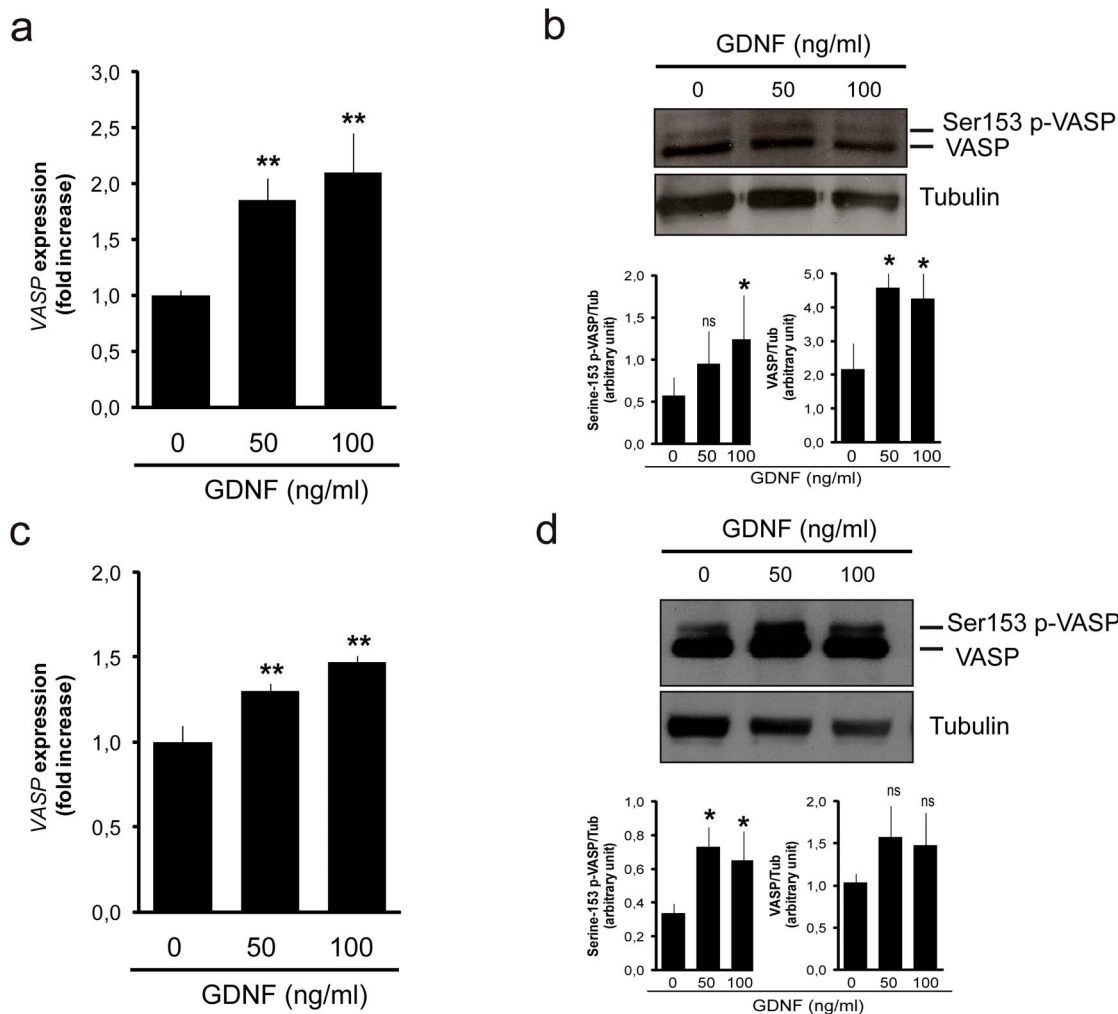 a
VASP expression
(fold increase)
3,0
2,5
2,0
1,5
1,0
0,5
0,0
**
**
0 50 100
GDNF (ng/ml)
b
GDNF (ng/ml)
0 50 100
Ser153 p-VASP
VASP
Tubulin
Serine-153 p-VASP/Tub
(arbitrary unit)
2,0
1,5
1,0
0,5
0,0
ns
*
0 50 100
VASP/Tub
(arbitrary unit)
5,0
4,0
2,0
1,0
0,0
*
*
0 50 100
GDNF (ng/ml)
c
VASP expression
(fold increase)
2,0
1,5
1,0
0,5
0,0
**
**
0 50 100
GDNF (ng/ml)
d
GDNF (ng/ml)
0 50 100
Ser153 p-VASP
VASP
Tubulin
Serine-153 p-VASP/Tub
(arbitrary unit)
1,0
0,8
0,6
0,4
0,2
0,0
*
*
0 50 100
VASP/Tub
(arbitrary unit)
2,0
1,5
1,0
0,5
0,0
ns
ns
0 50 100
GDNF (ng/ml)